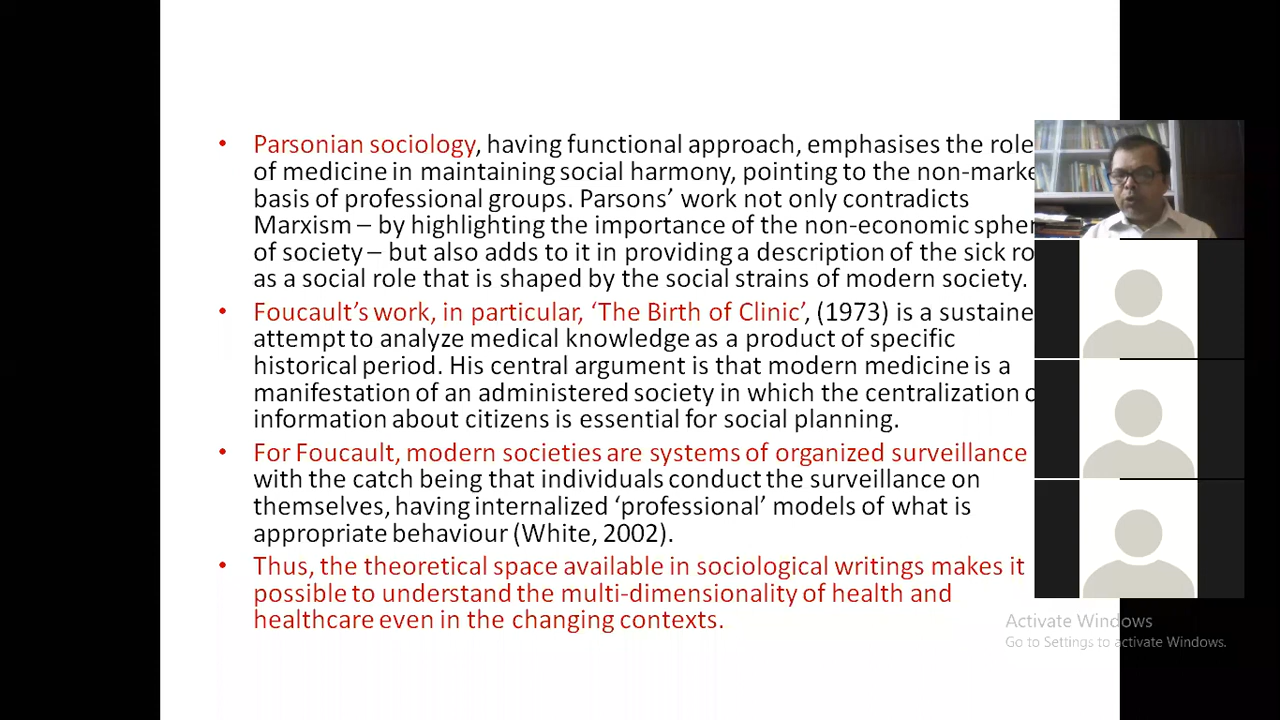 • Parsonian sociology, having functional approach, emphasises the role
of medicine in maintaining social harmony, pointing to the non-marke
basis of professional groups. Parsons’ work not only contradicts
Marxism – by highlighting the importance of the non-economic spher
of society – but also adds to it in providing a description of the sick ro
as a social role that is shaped by the social strains of modern society.
• Foucault’s work, in particular, ‘The Birth of Clinic’, (1973) is a sustaine
attempt to analyze medical knowledge as a product of specific
historical period. His central argument is that modern medicine is a
manifestation of an administered society in which the centralization o
information about citizens is essential for social planning.
• For Foucault, modern societies are systems of organized surveillance
with the catch being that individuals conduct the surveillance on
themselves, having internalized ‘professional’ models of what is
appropriate behaviour (White, 2002).
• Thus, the theoretical space available in sociological writings makes it
possible to understand the multi-dimensionality of health and
healthcare even in the changing contexts.
Activate Windows
Go to Settings to activate Windows.